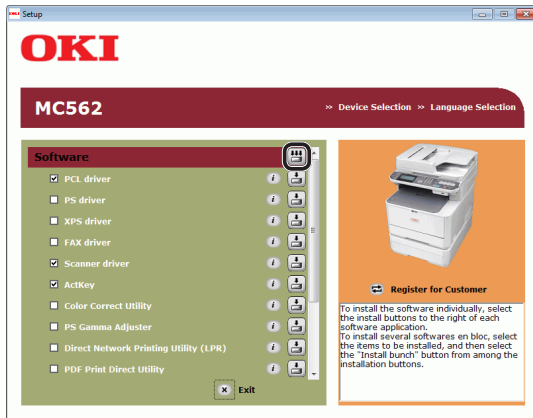 OKI Setup
OKI
MC562
» Device Selection » Language Selection
Software
PCL driver i
PS driver i
XPS driver i
FAX driver i
Scanner driver i
ActKey i
Color Correct Utility i
PS Gamma Adjuster i
Direct Network Printing Utility (LPR) i
PDF Print Direct Utility i
x Exit
Register for Customer
To install the software individually, select
the install buttons to the right of each
software application.
To install several softwares en bloc, select
the items to be installed, and then select
the "Install bunch" button from among the
installation buttons.